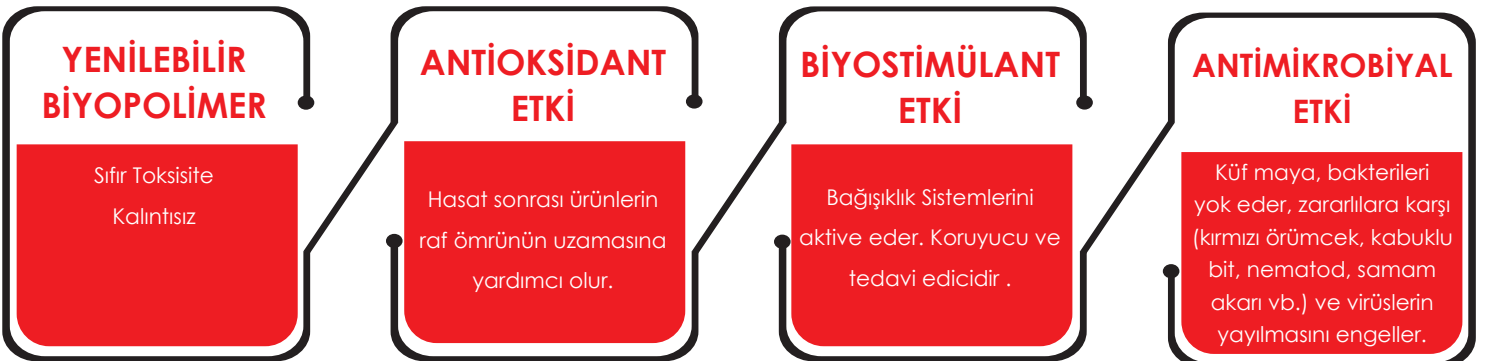 YENİLEBİLİR
BİYOPOLİMER
Sıfır Toksisite
Kalıntısız
ANTİOKSİDANT
ETKİ
Hasat sonrası ürünlerin
raf ömrünün uzamasına
yardımcı olur.
BİYOSTİMÜLANT
ETKİ
Bağışıklık Sistemlerini
aktive eder. Koruyucu ve
tedavi edicidir .
ANTİMİKROBİYAL
ETKİ
Küf maya, bakterileri
yok eder, zararlılara karşı
(kırmızı örümcek, kabuklu
bit, nematod, samam
akarı vb.) ve virüslerin
yayılmasını engeller.